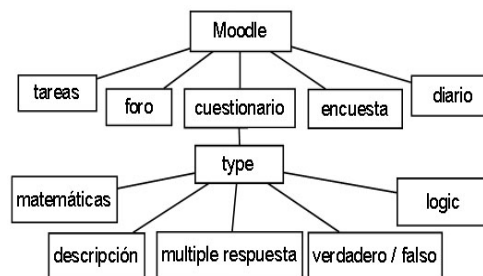 Moodle
tareas
foro
cuestionario
encuesta
diario
type
matemáticas
logic
descripción
multiple respuesta
verdadero / falso